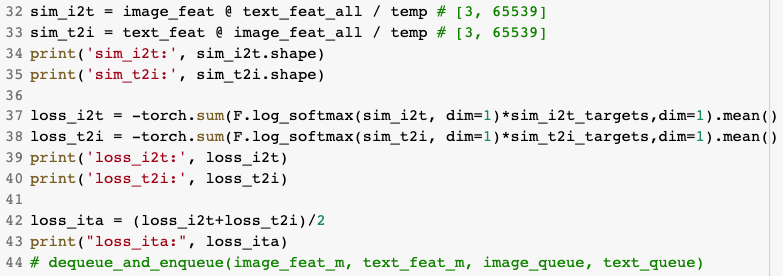 32 sim_i2t = image_feat @ text_feat_all / temp # [3, 65539]
33 sim_t2i = text_feat @ image_feat_all / temp # [3, 65539]
34 print('sim_i2t:', sim_i2t.shape)
35 print('sim_t2i:', sim_t2i.shape)
36
37 loss_i2t = -torch.sum(F.log_softmax(sim_i2t, dim=1)*sim_i2t_targets,dim=1).mean()
38 loss_t2i = -torch.sum(F.log_softmax(sim_t2i, dim=1)*sim_t2i_targets,dim=1).mean()
39 print('loss_i2t:', loss_i2t)
40 print('loss_t2i:', loss_t2i)
41
42 loss_ita = (loss_i2t+loss_t2i)/2
43 print("loss_ita:", loss_ita)
44 # dequeue_and_enqueue(image_feat_m, text_feat_m, image_queue, text_queue)